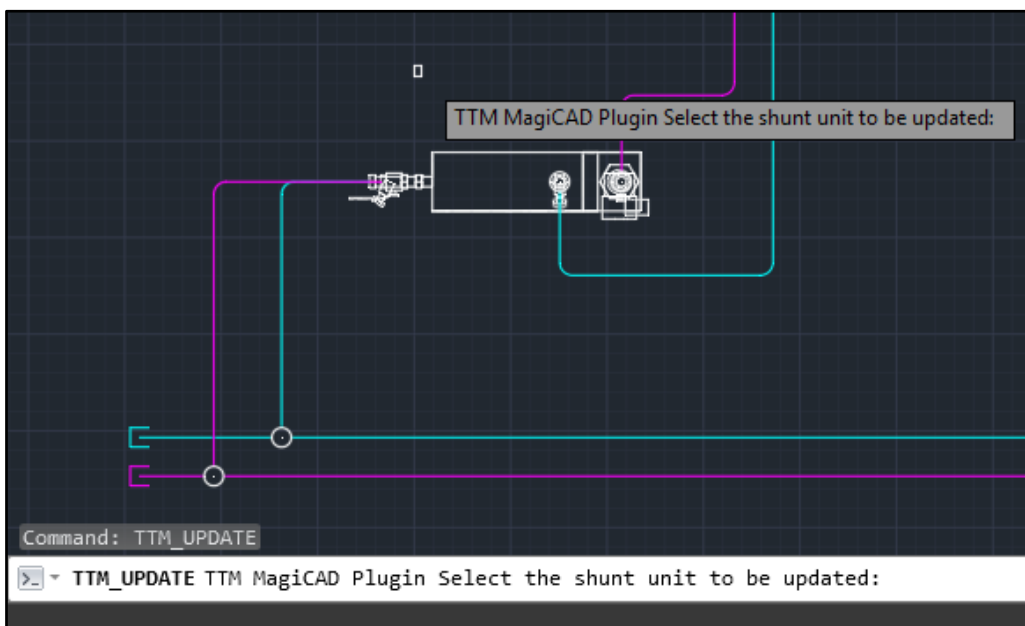 TTM MagiCAD Plugin Select the shunt unit to be updated:
Command: TTM_UPDATE
TTM_UPDATE TTM MagiCAD Plugin Select the shunt unit to be updated: